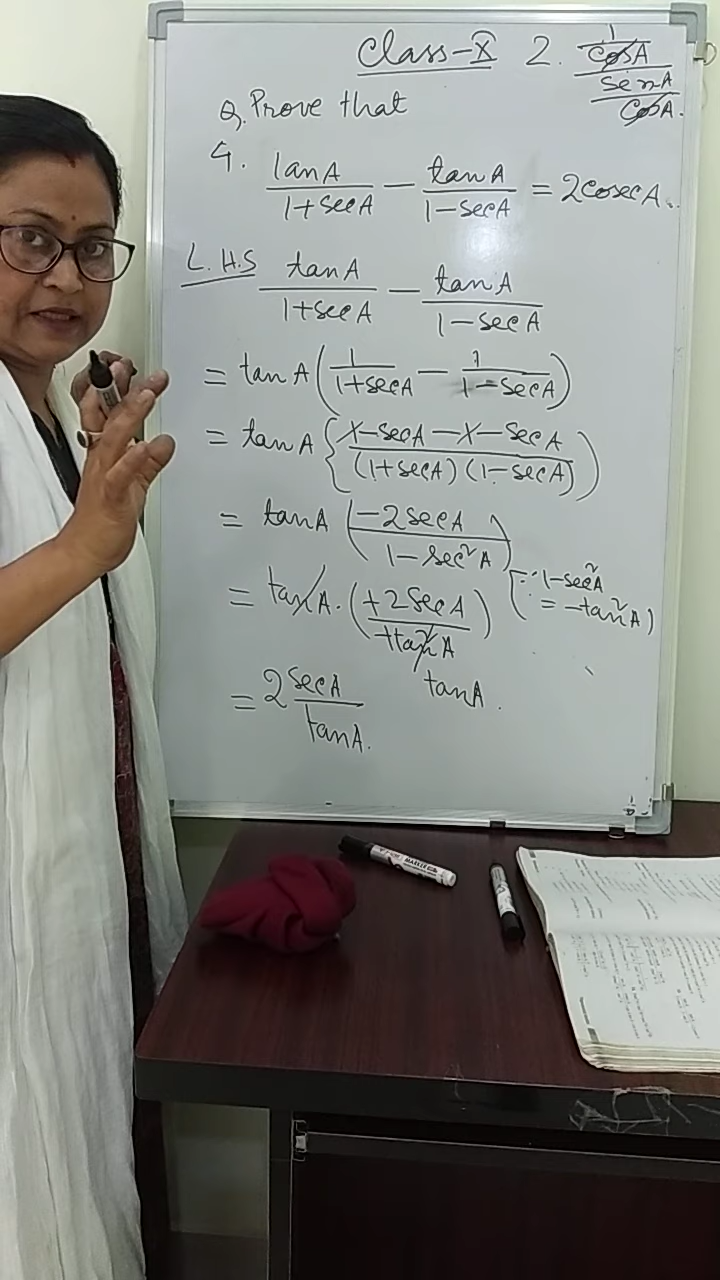 Class-X
2. 1/cosA / sinA/cosA.
Q. Prove that
4. tanA/1+secA − tanA/1−secA = 2cosecA.
L.H.S tanA/1+secA − tanA/1−secA
= tanA(1/1+secA − 1/1−secA)
= tanA{1−secA−1−secA/(1+secA)(1−secA)}
= tanA(−2secA/1−sec²A)
[∵ 1−sec²A
= −tan²A)
= tanA.(+2secA/+tan²A)
tanA.
= 2 secA/tanA.
MARKER